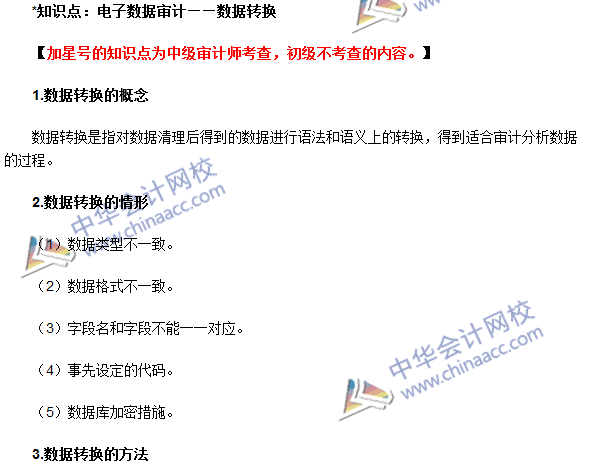 *知识点：电子数据审计——数据转换
【加星号的知识点为中级审计师考查，初级不考查的内容。】
1.数据转换的概念
数据转换是指对数据清理后得到的数据进行语法和语义上的转换，得到适合审计分析数据
的过程。
2.数据转换的情形
（1）数据类型不一致。
（2）数据格式不一致。
（3）字段名和字段不能一一对应。
（4）事先设定的代码。
（5）数据库加密措施。
3.数据转换的方法
www.chinaacc.com
中华会计网校
www.chinaacc.com
中华会计网校
www.chinaacc.com